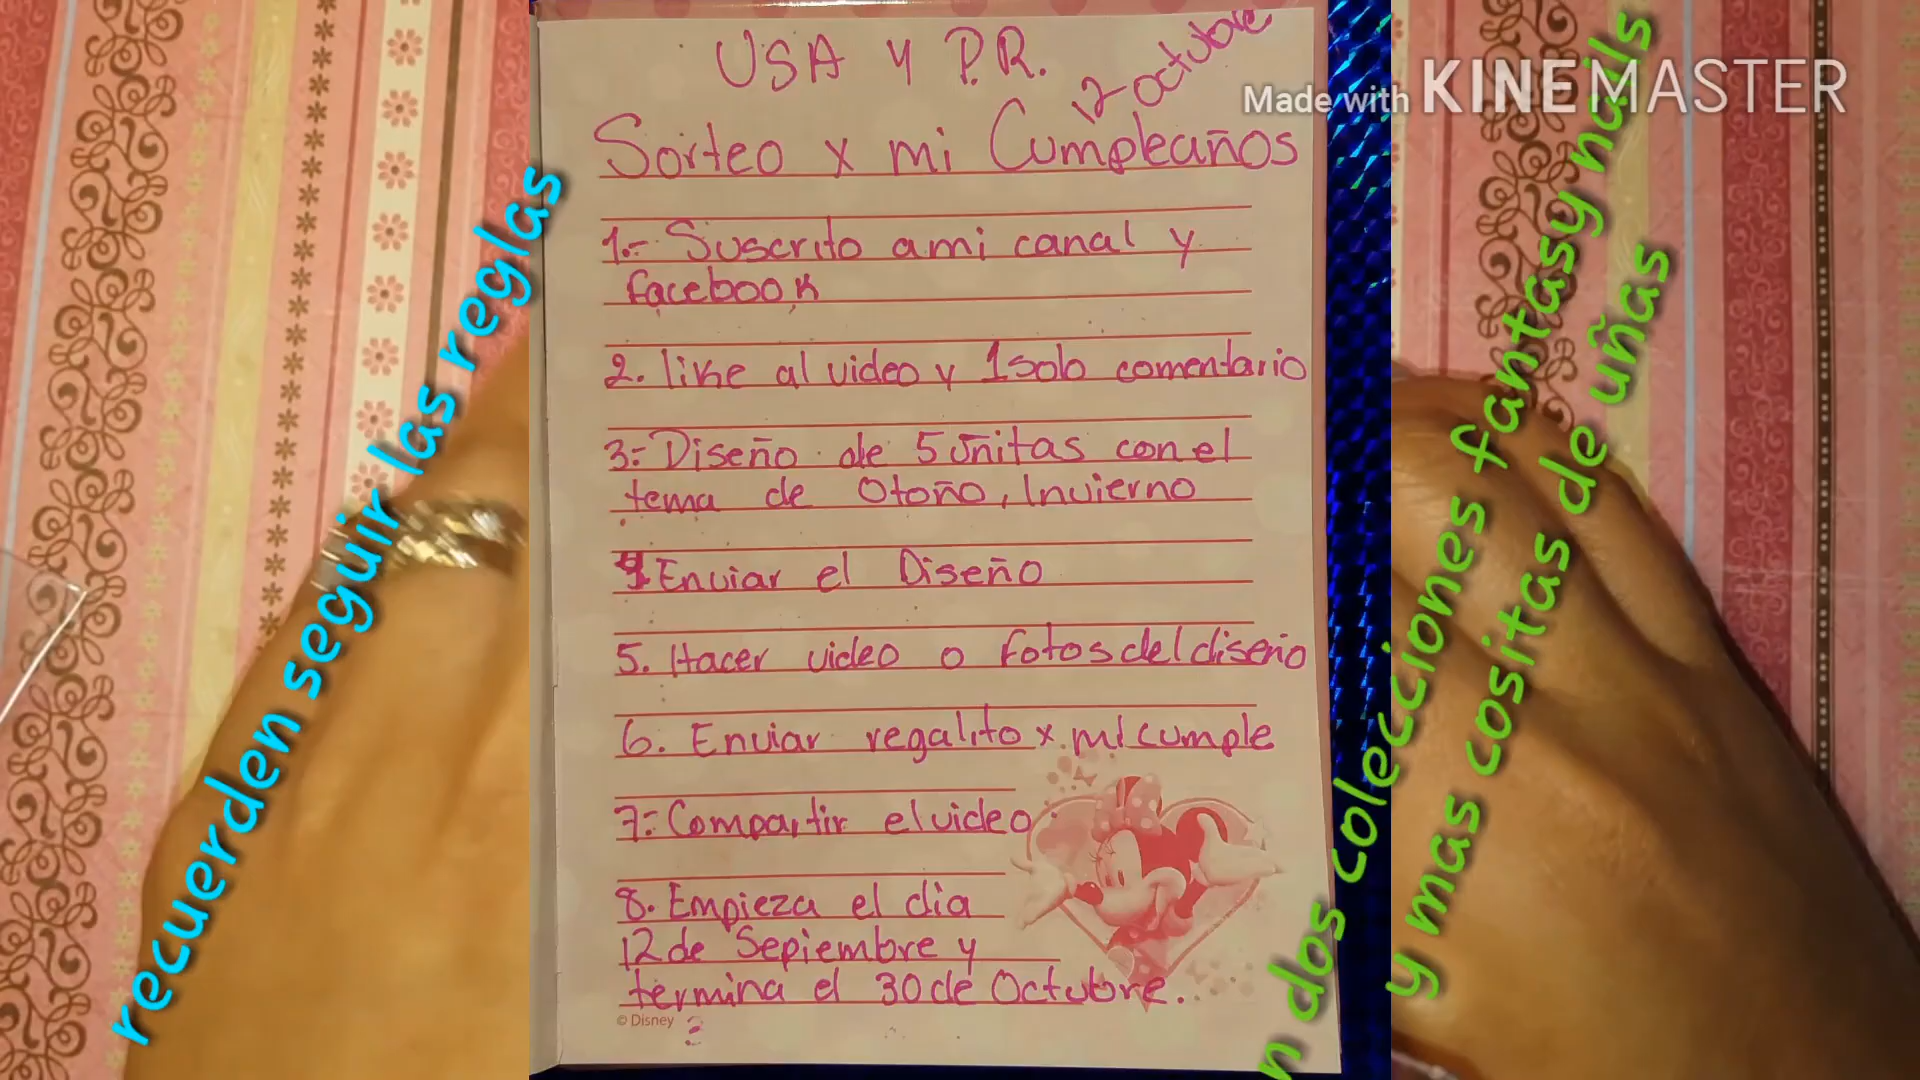 USA Y P.R.
12 octubre
Made with KINEMASTER
Sorteo x mi Cumpleaños
1.- Suscrito a mi canal y
facebook
2. like al video y 1 solo comentario
3.- Diseño de 5 uñitas con el
tema de Otoño, Invierno
4 Enviar el Diseño
5. Hacer video o fotos del diseño
6. Enviar regalito x mi cumple
7.- Compartir el video
8. Empieza el dia
12 de Sepiembre y
termina el 30 de Octubre.
© Disney
recuerden seguir las reglas
n dos colecciones fantasy nails
y mas cositas de uñas